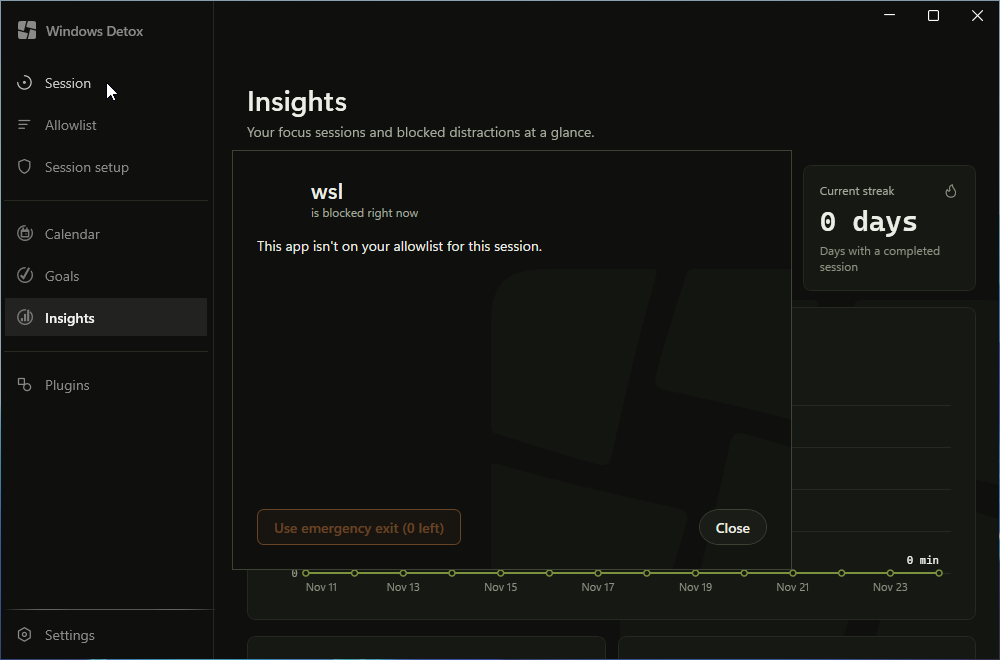 Windows Detox
Session
Allowlist
Session setup
Calendar
Goals
Insights
Plugins
Settings
Insights
Your focus sessions and blocked distractions at a glance.
wsl
is blocked right now
This app isn't on your allowlist for this session.
Use emergency exit (0 left)
Close
Current streak
0 days
Days with a completed
session
0 min
0
Nov 11 Nov 13 Nov 15 Nov 17 Nov 19 Nov 21 Nov 23